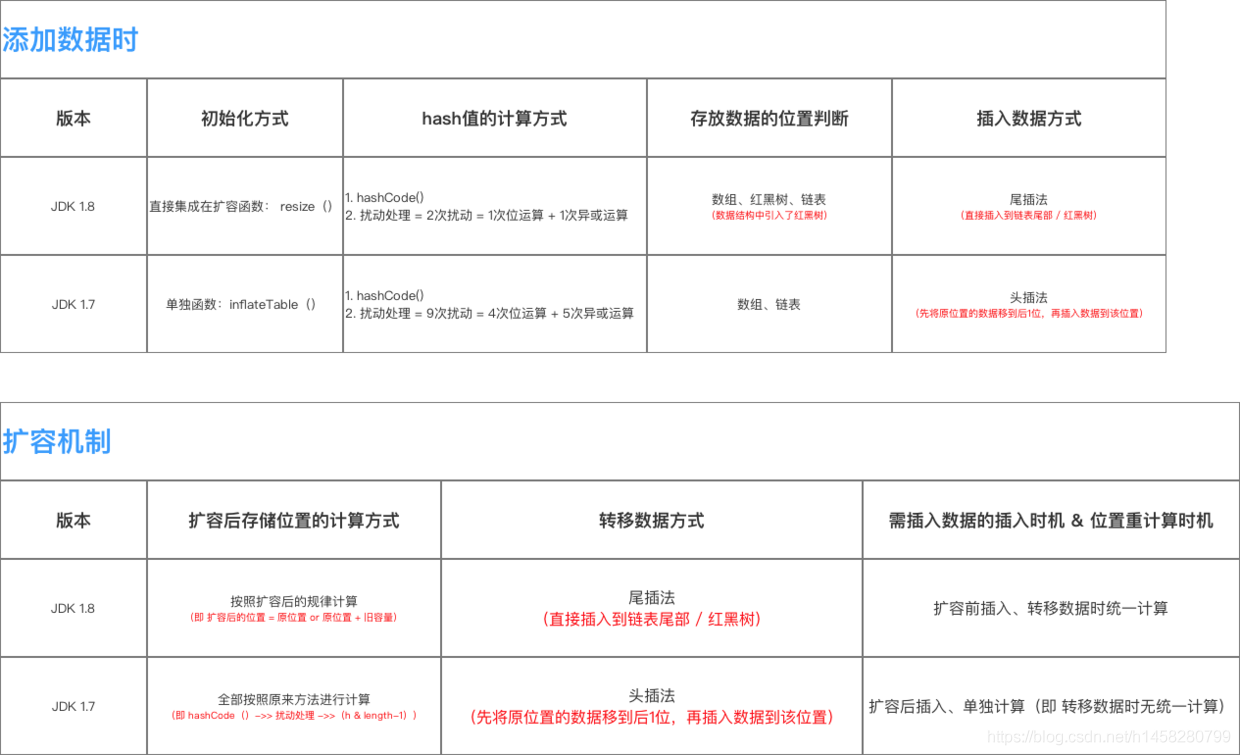 添加数据时
版本
初始化方式
hash值的计算方式
存放数据的位置判断
插入数据方式
JDK 1.8
直接集成在扩容函数： resize（）
1. hashCode()
2. 扰动处理 = 2次扰动 = 1次位运算 + 1次异或运算
数组、红黑树、链表
（数据结构中引入了红黑树）
尾插法
（直接插入到链表尾部 / 红黑树）
JDK 1.7
单独函数：inflateTable（）
1. hashCode()
2. 扰动处理 = 9次扰动 = 4次位运算 + 5次异或运算
数组、链表
头插法
（先将原位置的数据移到后1位，再插入数据到该位置）
扩容机制
版本
扩容后存储位置的计算方式
转移数据方式
需插入数据的插入时机 & 位置重计算时机
JDK 1.8
按照扩容后的规律计算
（即 扩容后的位置 = 原位置 or 原位置 + 旧容量）
尾插法
（直接插入到链表尾部 / 红黑树）
扩容前插入、转移数据时统一计算
JDK 1.7
全部按照原来方法进行计算
（即 hashCode（）->> 扰动处理 ->>（h & length-1））
头插法
（先将原位置的数据移到后1位，再插入数据到该位置）
扩容后插入、单独计算（即 转移数据时无统一计算）
https://blog.csdn.net/h1458280799